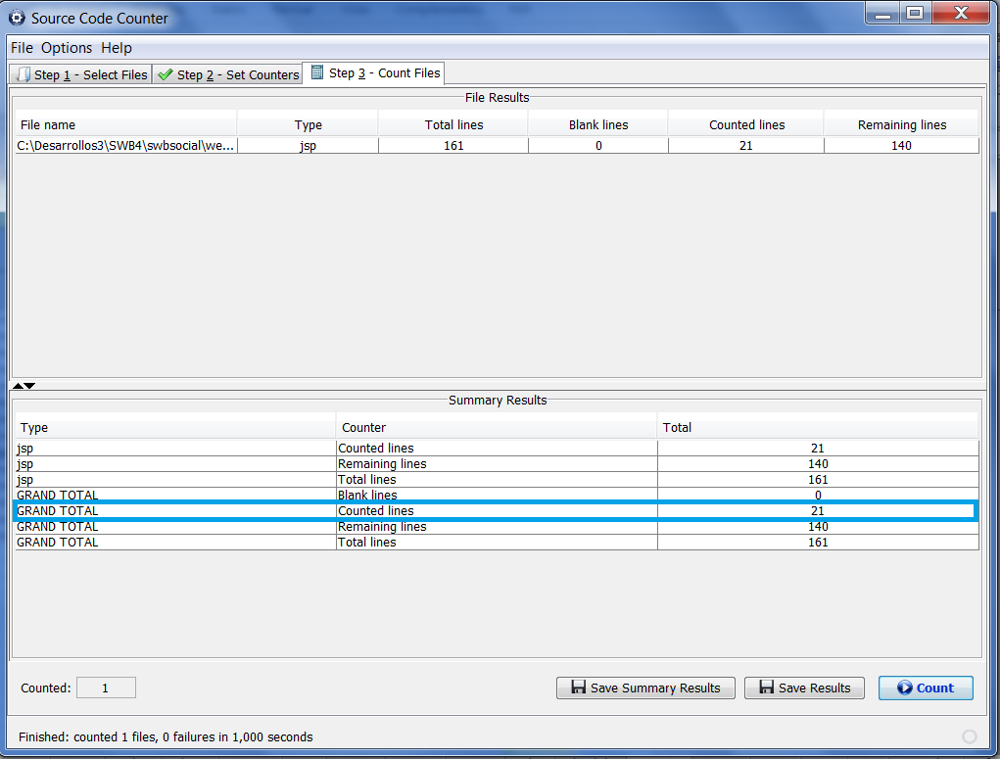 Source Code Counter
File Options Help
Step 1 - Select Files Step 2 - Set Counters Step 3 - Count Files
File Results
File name Type Total lines Blank lines Counted lines Remaining lines
C:\Desarrollos3\SWB4\swbsocial\we... jsp 161 0 21 140
Summary Results
Type Counter Total
jsp Counted lines 21
jsp Remaining lines 140
jsp Total lines 161
GRAND TOTAL Blank lines 0
GRAND TOTAL Counted lines 21
GRAND TOTAL Remaining lines 140
GRAND TOTAL Total lines 161
Counted: 1 Save Summary Results Save Results Count
Finished: counted 1 files, 0 failures in 1,000 seconds